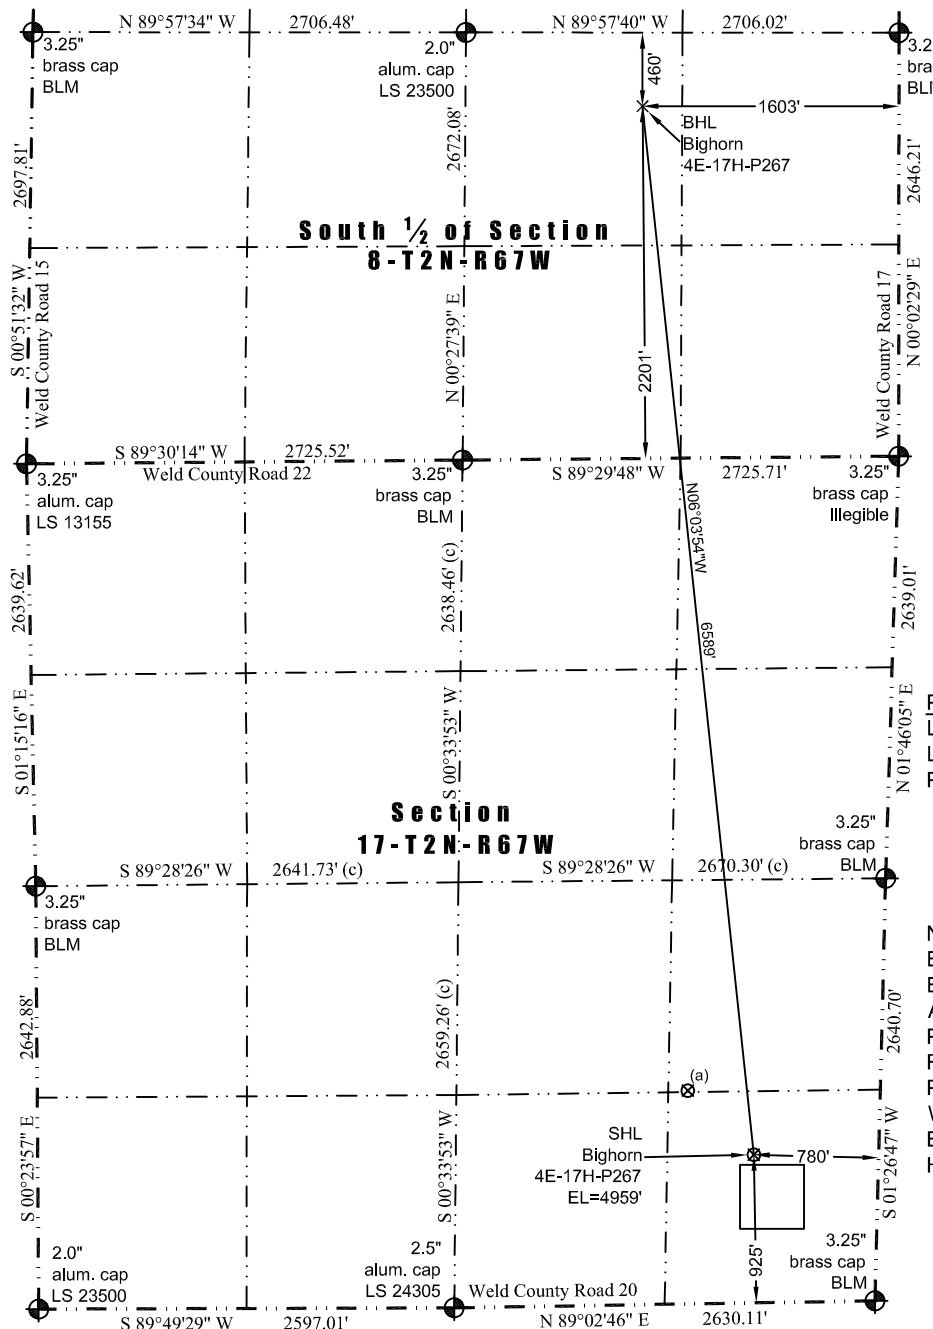 N 89°57'34" W 2706.48' N 89°57'40" W 2706.02'
3.25"
brass cap
BLM
2.0"
alum. cap
LS 23500
460'
1603'
BHL
Bighorn
4E-17H-P267
2697.81'
2672.08'
2646.21'
South ½ of Section
8-T2N-R67W
S 00°51'32" W
Weld County Road 15
N 00°27'39" E
2201'
Weld County Road 17
N 00°02'29" E
S 89°30'14" W 2725.52'
Weld County Road 22
S 89°29'48" W 2725.71'
3.25"
alum. cap
LS 13155
3.25"
brass cap
BLM
3.25"
brass cap
Illegible
N06°03'54"W
6589'
2639.62'
2638.46' (c)
2639.01'
S 01°15'16" E
S 00°33'53" W
N 01°46'05" E
Section
17-T2N-R67W
3.25"
brass cap
BLM
S 89°28'26" W 2641.73' (c) S 89°28'26" W 2670.30' (c)
3.25"
brass cap
BLM
2642.88'
2659.26' (c)
2640.70'
(a)
SHL
Bighorn
4E-17H-P267
EL=4959'
780'
925'
S 00°23'57" E
S 00°33'53" W
S 01°26'47" W
2.0"
alum. cap
LS 23500
2.5"
alum. cap
LS 24305
3.25"
brass cap
BLM
Weld County Road 20
S 89°49'29" W 2597.01' N 89°02'46" E 2630.11'